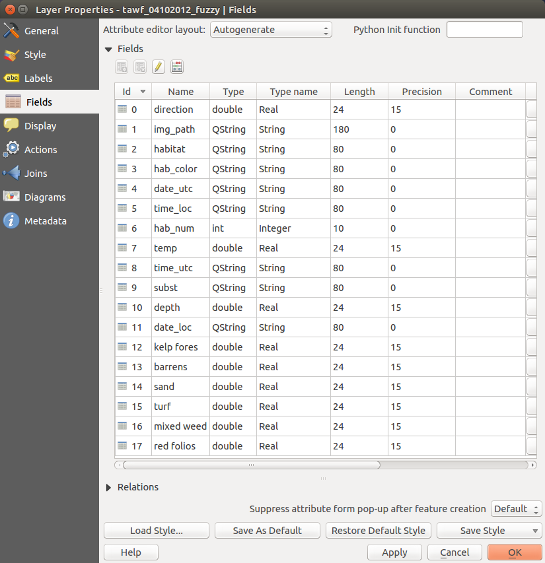 Layer Properties - tawf_04102012_fuzzy | Fields
General
Style
Labels
Fields
Display
Actions
Joins
Diagrams
Metadata
Attribute editor layout: Autogenerate Python Init function
Fields
Id Name Type Type name Length Precision Comment
0 direction double Real 24 15
1 img_path QString String 180 0
2 habitat QString String 80 0
3 hab_color QString String 80 0
4 date_utc QString String 80 0
5 time_loc QString String 80 0
6 hab_num int Integer 10 0
7 temp double Real 24 15
8 time_utc QString String 80 0
9 subst QString String 80 0
10 depth double Real 24 15
11 date_loc QString String 80 0
12 kelp fores double Real 24 15
13 barrens double Real 24 15
14 sand double Real 24 15
15 turf double Real 24 15
16 mixed weed double Real 24 15
17 red folios double Real 24 15
Relations
Suppress attribute form pop-up after feature creation Default
Load Style... Save As Default Restore Default Style Save Style
Help Apply Cancel OK